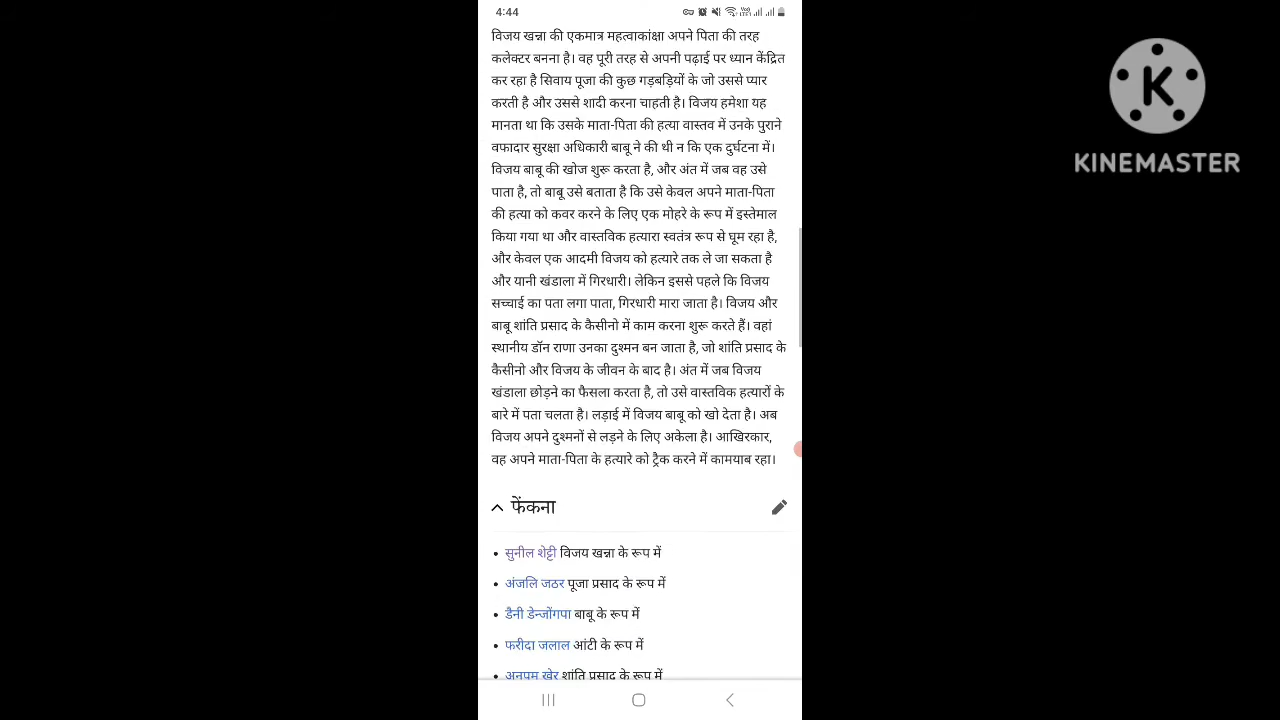 4:44
विजय खन्ना की एकमात्र महत्वाकांक्षा अपने पिता की तरह
कलेक्टर बनना है। वह पूरी तरह से अपनी पढ़ाई पर ध्यान केंद्रित
कर रहा है सिवाय पूजा की कुछ गड़बड़ियों के जो उससे प्यार
करती है और उससे शादी करना चाहती है। विजय हमेशा यह
मानता था कि उसके माता-पिता की हत्या वास्तव में उनके पुराने
वफादार सुरक्षा अधिकारी बाबू ने की थी न कि एक दुर्घटना में।
विजय बाबू की खोज शुरू करता है, और अंत में जब वह उसे
पाता है, तो बाबू उसे बताता है कि उसे केवल अपने माता-पिता
की हत्या को कवर करने के लिए एक मोहरे के रूप में इस्तेमाल
किया गया था और वास्तविक हत्यारा स्वतंत्र रूप से घूम रहा है,
और केवल एक आदमी विजय को हत्यारे तक ले जा सकता है
और यानी खंडाला में गिरधारी। लेकिन इससे पहले कि विजय
सच्चाई का पता लगा पाता, गिरधारी मारा जाता है। विजय और
बाबू शांति प्रसाद के कैसीनो में काम करना शुरू करते हैं। वहां
स्थानीय डॉन राणा उनका दुश्मन बन जाता है, जो शांति प्रसाद के
कैसीनो और विजय के जीवन के बाद है। अंत में जब विजय
खंडाला छोड़ने का फैसला करता है, तो उसे वास्तविक हत्यारों के
बारे में पता चलता है। लड़ाई में विजय बाबू को खो देता है। अब
विजय अपने दुश्मनों से लड़ने के लिए अकेला है। आखिरकार,
वह अपने माता-पिता के हत्यारे को ट्रैक करने में कामयाब रहा।
फेंकना
• सुनील शेट्टी विजय खन्ना के रूप में
• अंजलि जठर पूजा प्रसाद के रूप में
• डैनी डेन्जोंगपा बाबू के रूप में
• फरीदा जलाल आंटी के रूप में
• अनुपम खेर शांति प्रसाद के रूप में
K
KINEMASTER